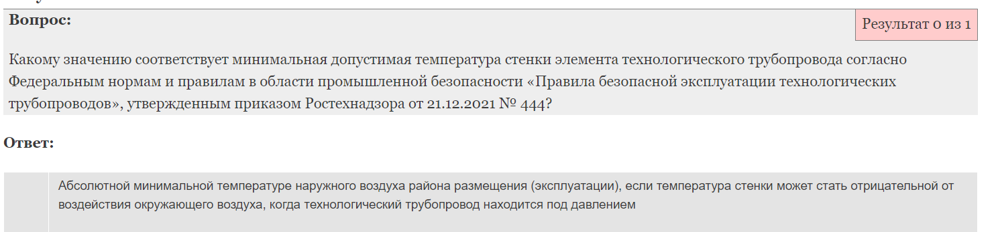 Вопрос:
Результат 0 из 1
Какому значению соответствует минимальная допустимая температура стенки элемента технологического трубопровода согласно
Федеральным нормам и правилам в области промышленной безопасности «Правила безопасной эксплуатации технологических
трубопроводов», утвержденным приказом Ростехнадзора от 21.12.2021 № 444?
Ответ:
Абсолютной минимальной температуре наружного воздуха района размещения (эксплуатации), если температура стенки может стать отрицательной от
воздействия окружающего воздуха, когда технологический трубопровод находится под давлением